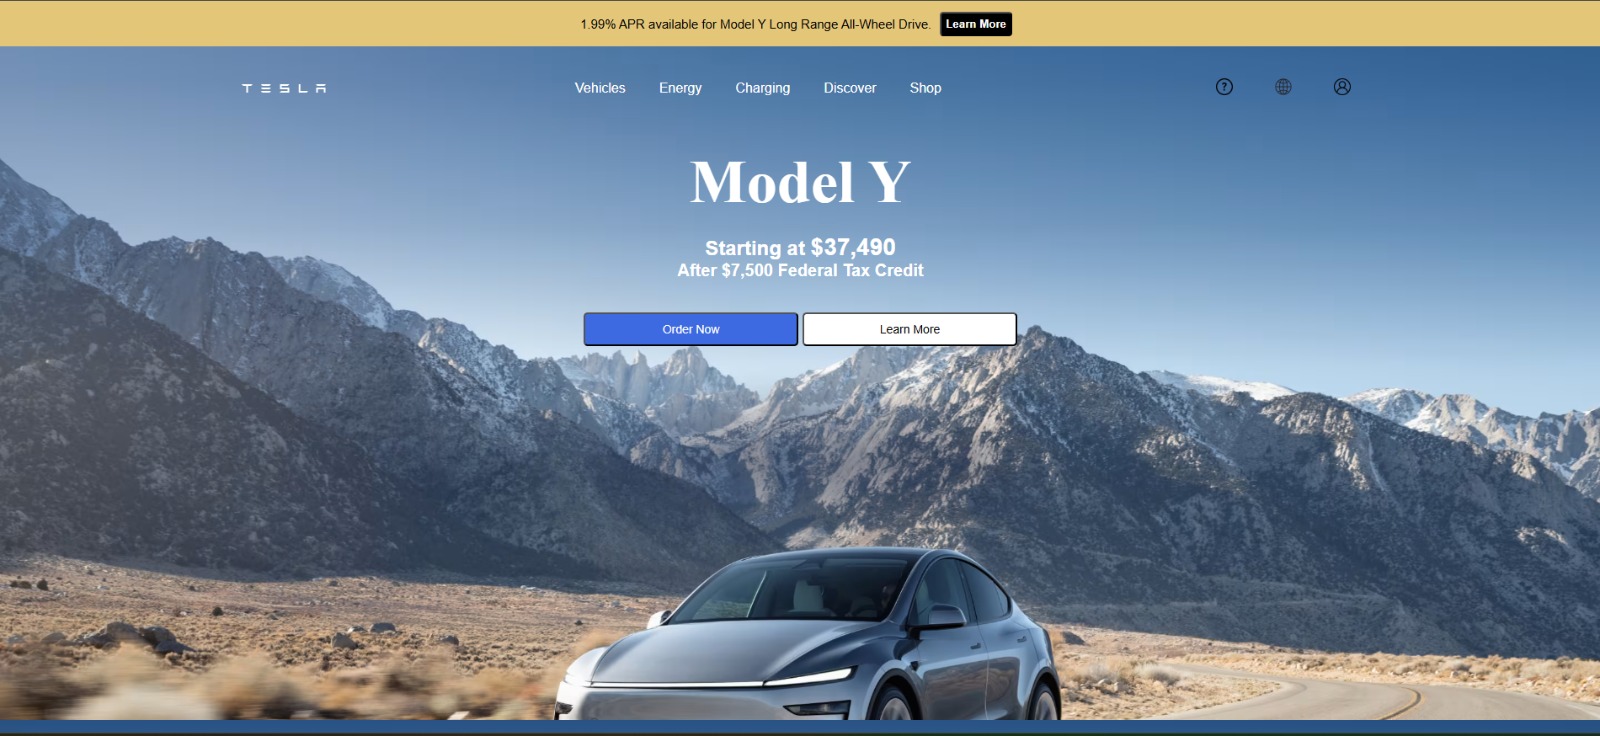 1.99% APR available for Model Y Long Range All-Wheel Drive. Learn More
TESLA Vehicles Energy Charging Discover Shop ?
Model Y
Starting at $37,490
After $7,500 Federal Tax Credit
Order Now Learn More